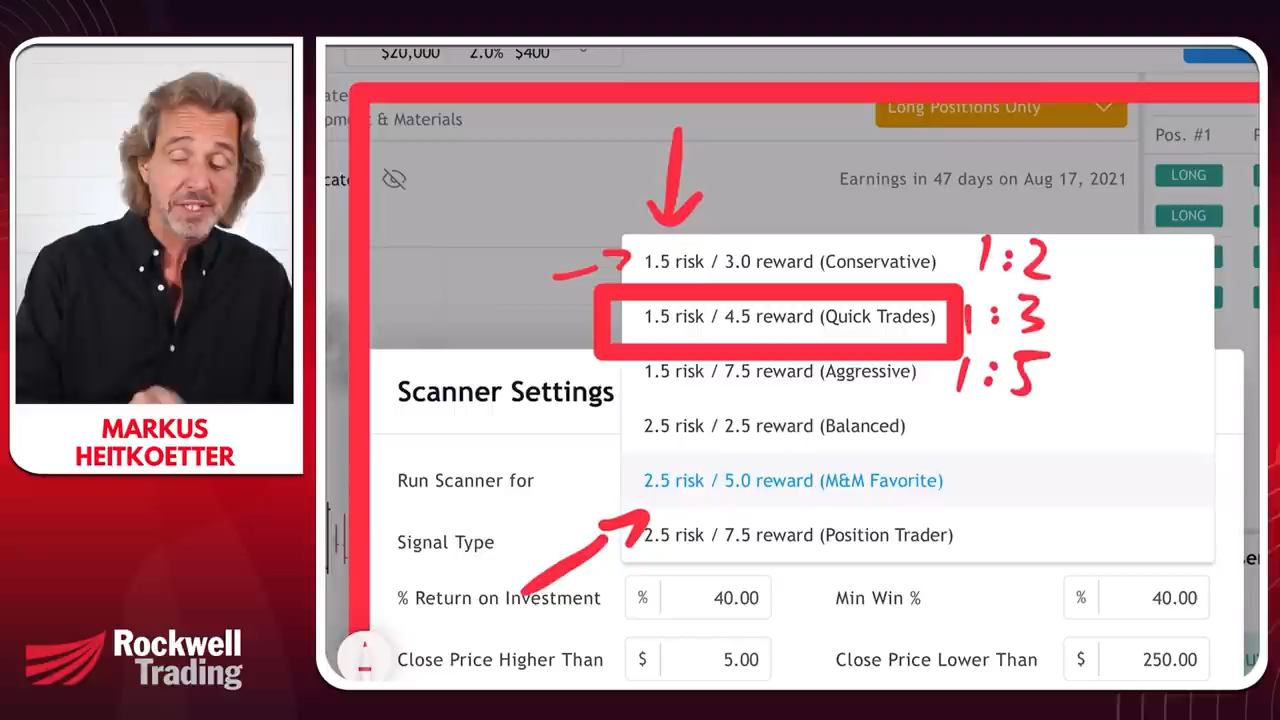 $20,000 2.0% $400
& Materials
Long Positions Only
Pos. #1
Earnings in 47 days on Aug 17, 2021
LONG
LONG
1.5 risk / 3.0 reward (Conservative) 1:2
1.5 risk / 4.5 reward (Quick Trades) 1:3
1.5 risk / 7.5 reward (Aggressive) 1:5
2.5 risk / 2.5 reward (Balanced)
2.5 risk / 5.0 reward (M&M Favorite)
2.5 risk / 7.5 reward (Position Trader)
Scanner Settings
Run Scanner for
Signal Type
% Return on Investment % 40.00 Min Win % % 40.00
Close Price Higher Than $ 5.00 Close Price Lower Than $ 250.00
MARKUS
HEITKOETTER
Rockwell
Trading